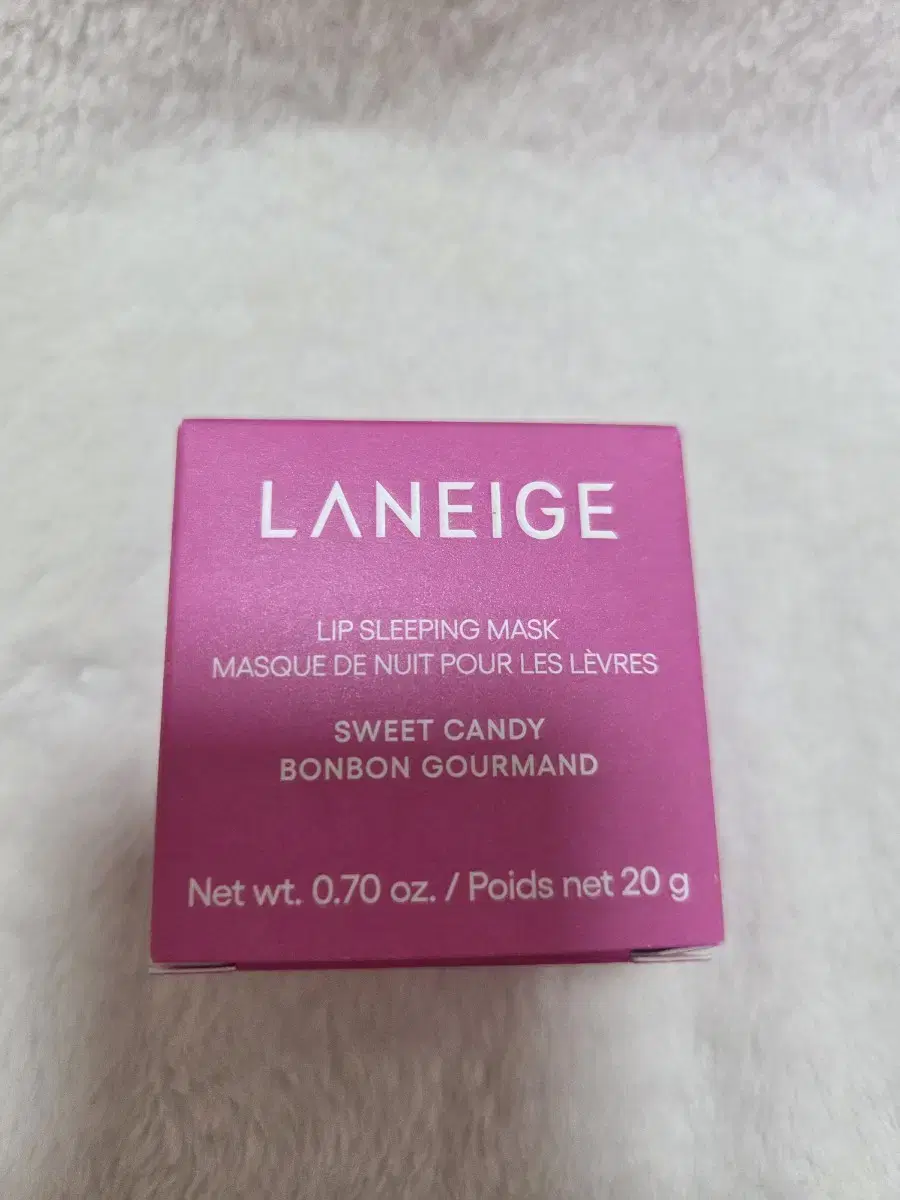 LANEIGE
LIP SLEEPING MASK
MASQUE DE NUIT POUR LES LÈVRES
SWEET CANDY
BONBON GOURMAND
Net wt. 0.70 oz. / Poids net 20 g